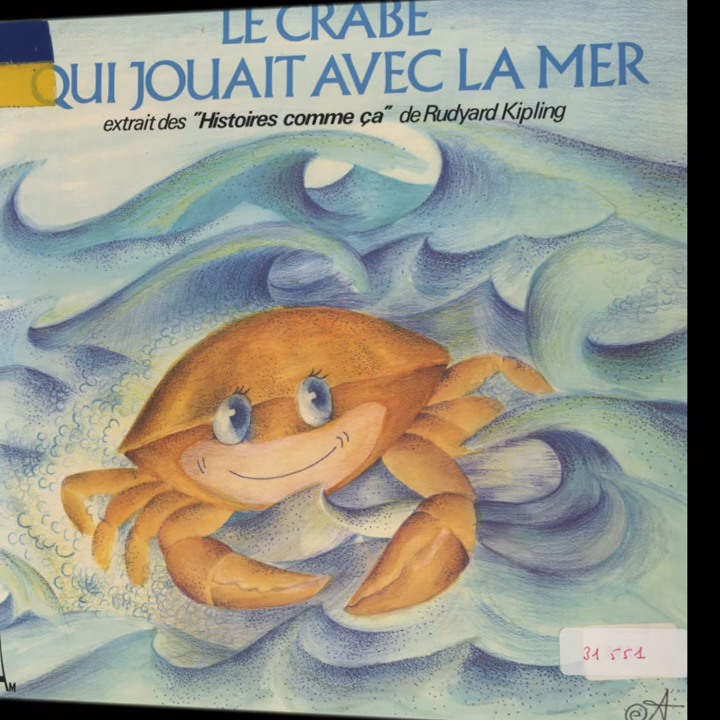 LE CRABE
QUI JOUAIT AVEC LA MER
extrait des "Histoires comme ça" de Rudyard Kipling
31 551